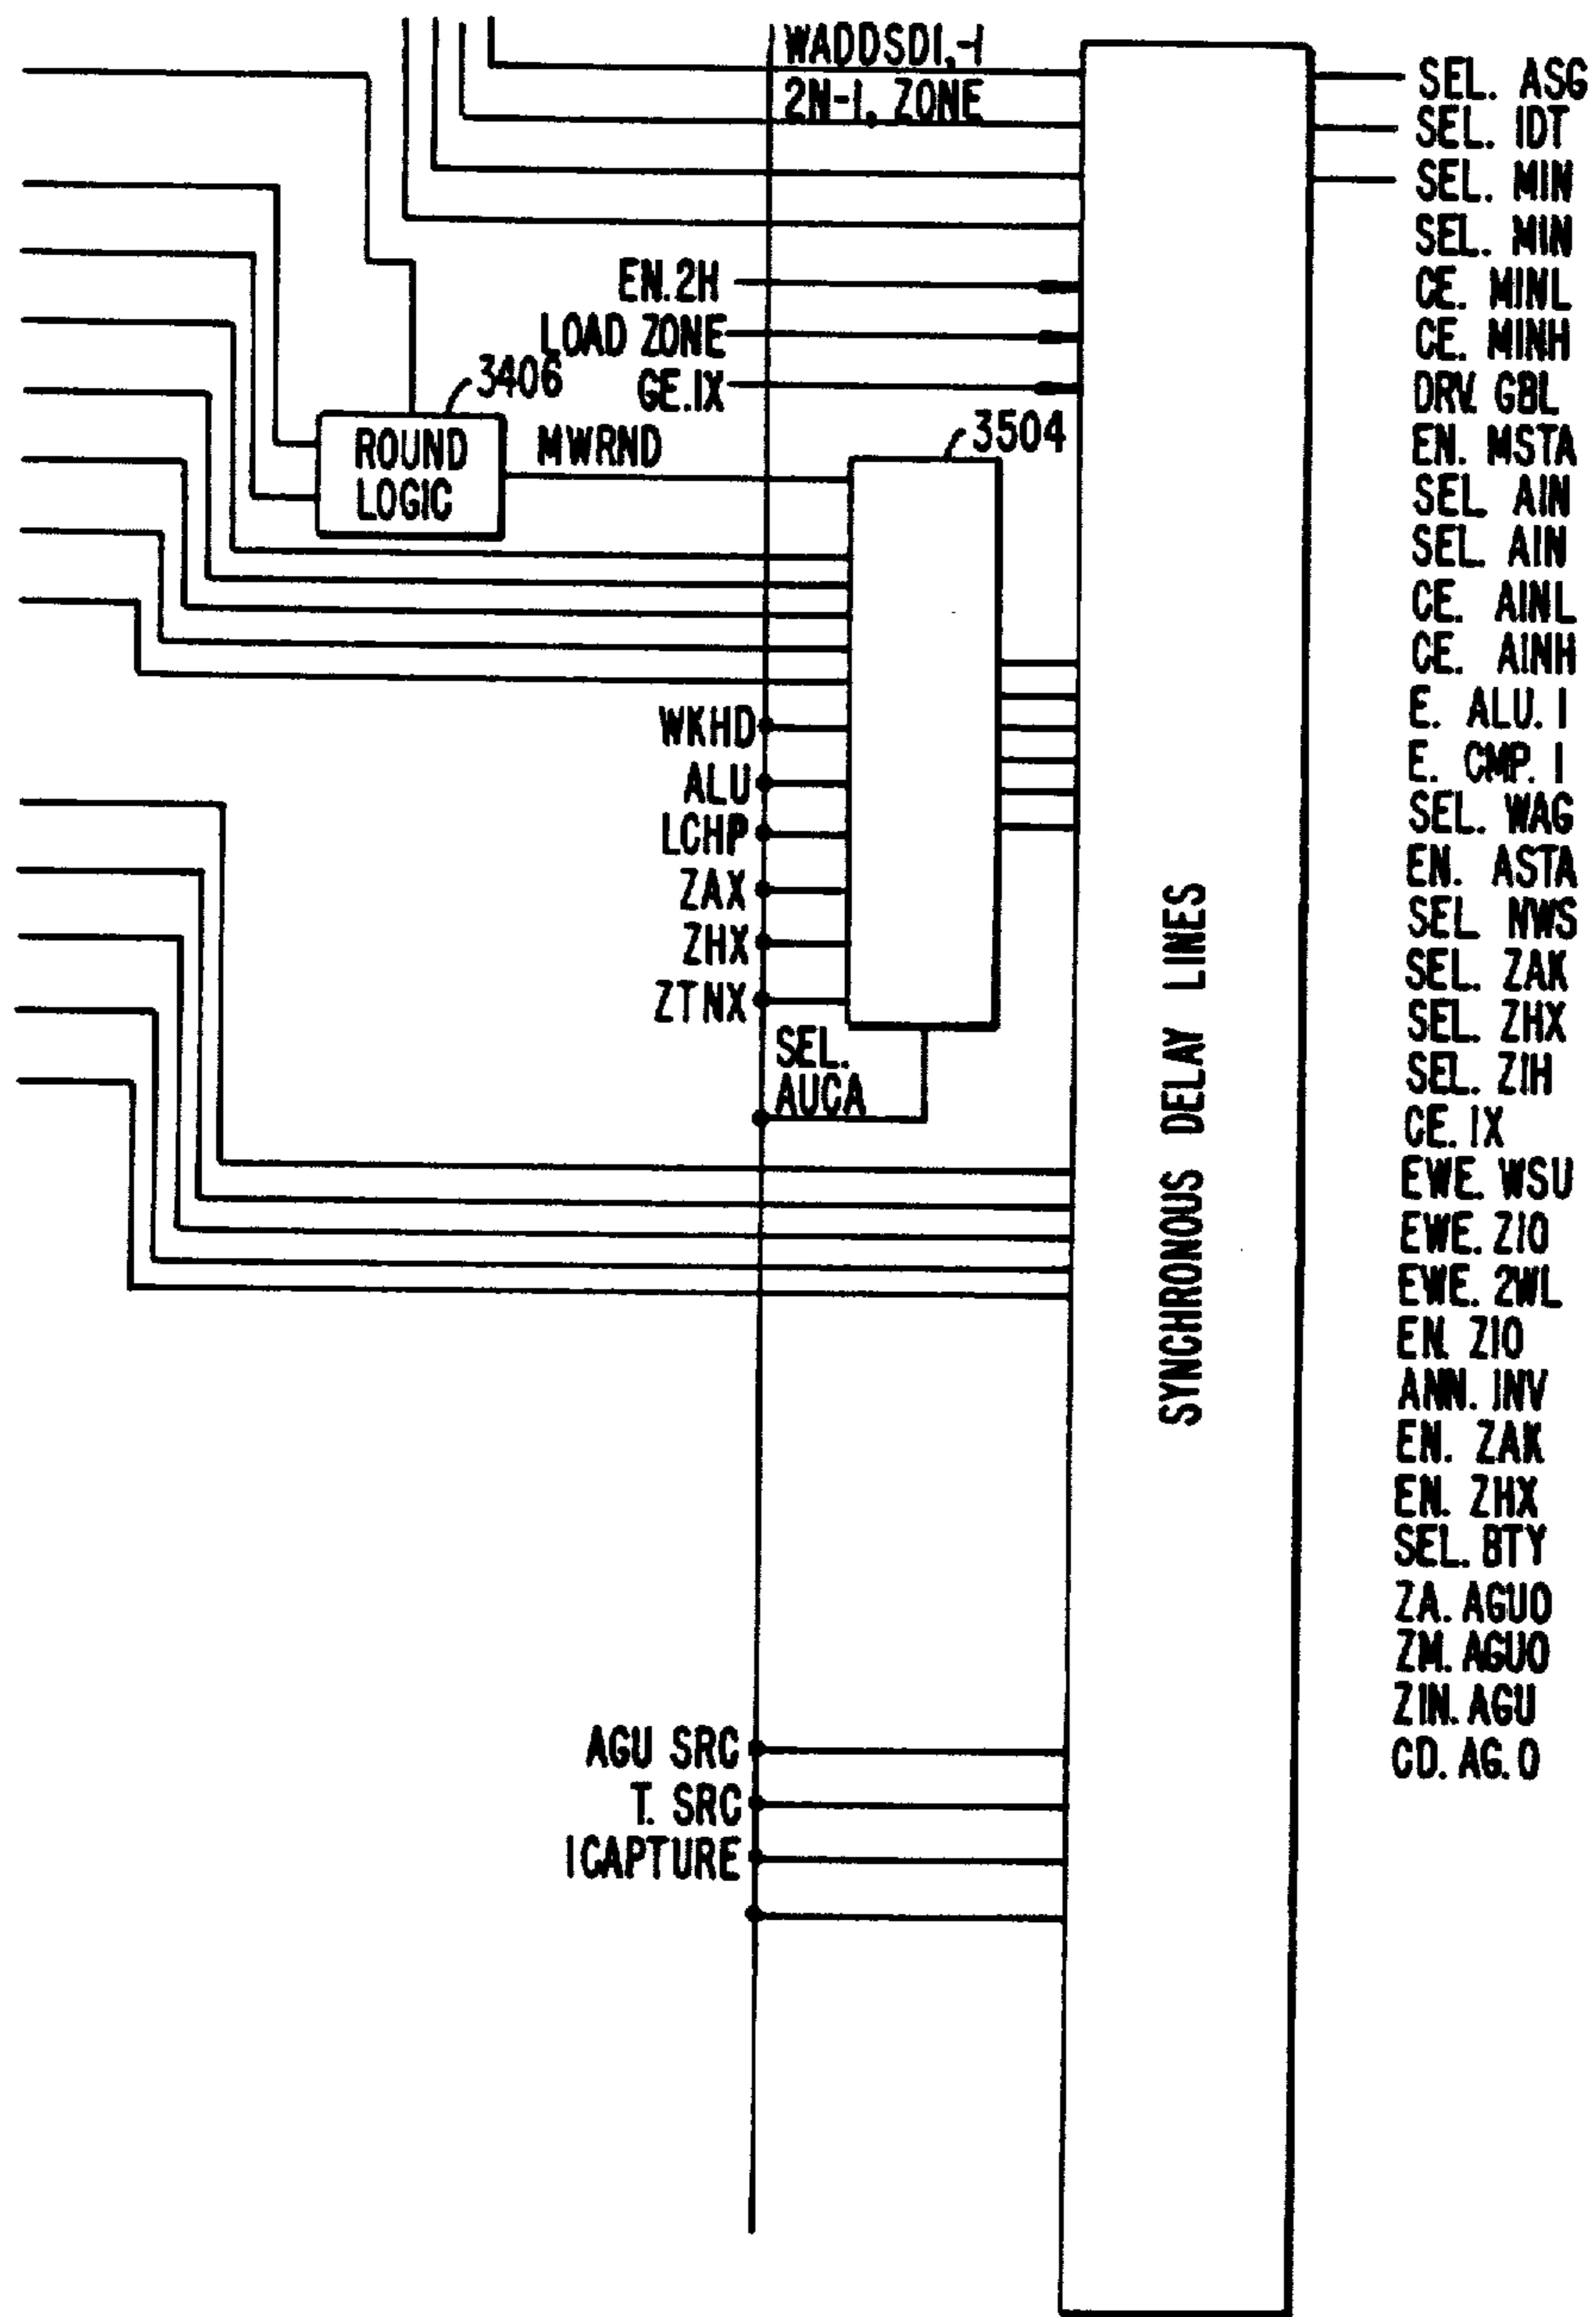 WADDSD1,-1
2N-1, ZONE
EN.2H
LOAD ZONE
GE.IX
3406
ROUND
LOGIC
MWRND
3504
WKHD
ALU
LCHP
ZAX
ZHX
ZTNX
SEL.
AUCA
AGU SRC
T. SRC
ICAPTURE
SYNCHRONOUS DELAY LINES
SEL. ASG
SEL. IDT
SEL. MIN
SEL. MIN
CE. MINL
CE. MINH
DRV. GBL
EN. MSTA
SEL. AIN
SEL. AIN
CE. AINL
CE. AINH
E. ALU. I
E. CMP. I
SEL. WAG
EN. ASTA
SEL NWS
SEL. ZAK
SEL. ZHX
SEL. ZIH
CE. IX
EWE. WSU
EWE. ZIO
EWE. 2WL
EN. ZIO
ANN. INV
EN. ZAK
EN. ZHX
SEL. BTY
ZA. AGUO
ZM. AGUO
ZIN. AGU
CD. AG. O